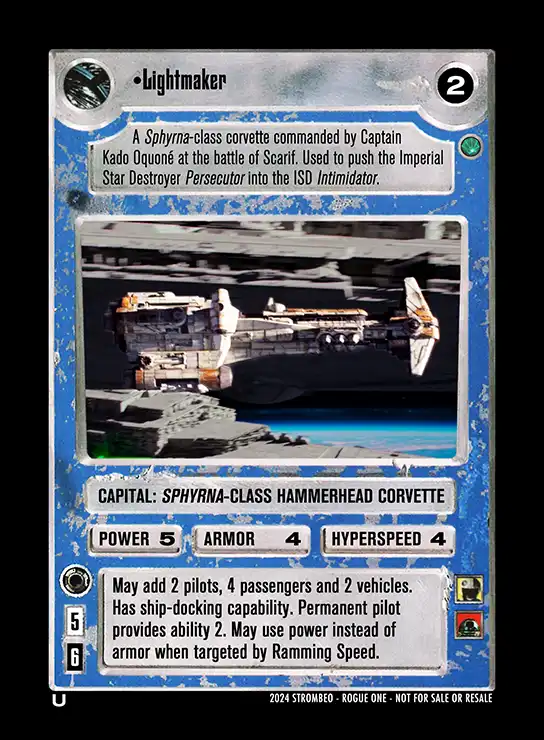 •Lightmaker
2
A Sphyrna-class corvette commanded by Captain
Kado Oquoné at the battle of Scarif. Used to push the Imperial
Star Destroyer Persecutor into the ISD Intimidator.
CAPITAL: SPHYRNA-CLASS HAMMERHEAD CORVETTE
POWER 5 ARMOR 4 HYPERSPEED 4
May add 2 pilots, 4 passengers and 2 vehicles.
Has ship-docking capability. Permanent pilot
provides ability 2. May use power instead of
armor when targeted by Ramming Speed.
5
6
U
2024 STROMBEO - ROGUE ONE - NOT FOR SALE OR RESALE